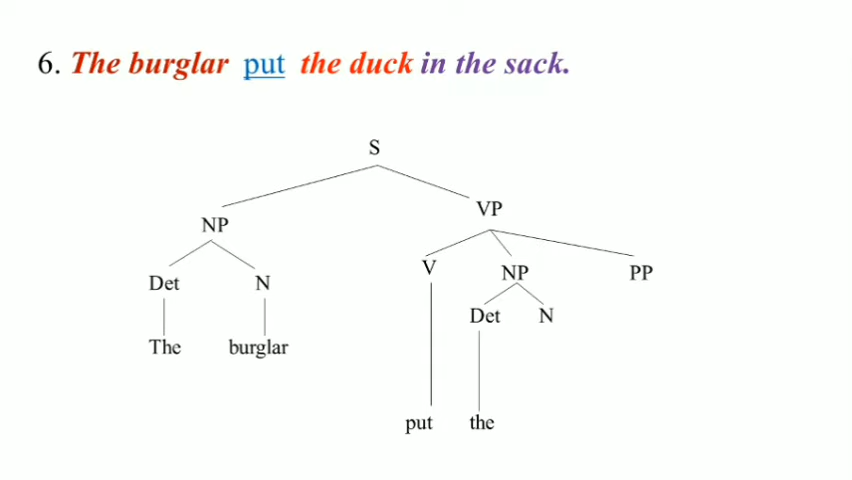 6. The burglar put the duck in the sack.
S
NP VP
Det N V NP PP
Det N
The burglar
put the